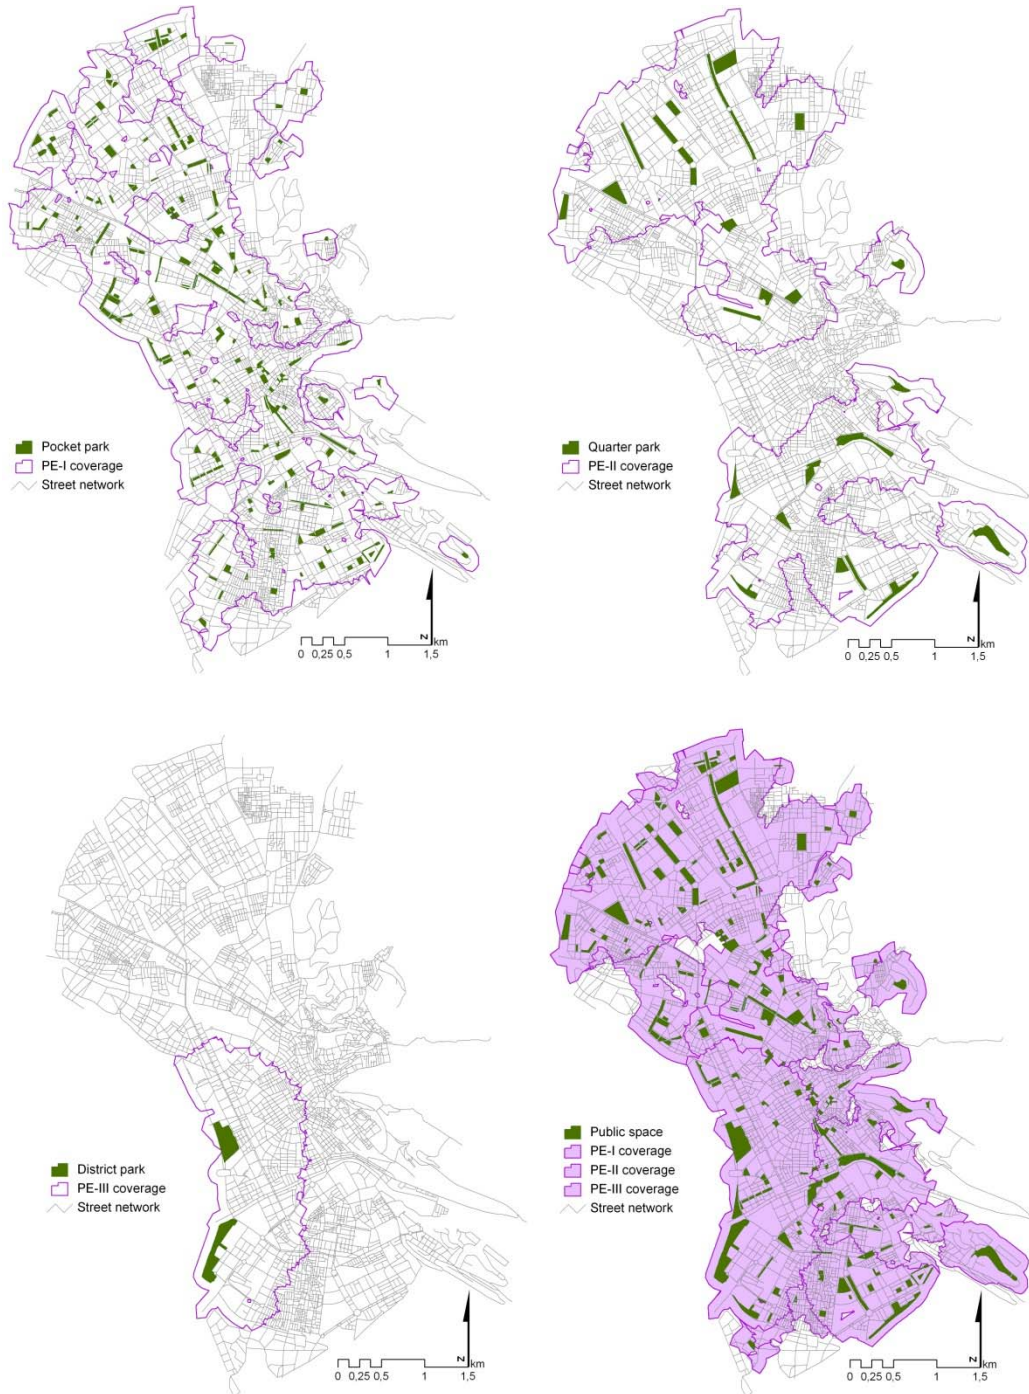 Pocket park
PE-I coverage
Street network
N
km
0 0,25 0,5 1 1,5
Quarter park
PE-II coverage
Street network
N
km
0 0,25 0,5 1 1,5
District park
PE-III coverage
Street network
N
km
0 0,25 0,5 1 1,5
Public space
PE-I coverage
PE-II coverage
PE-III coverage
Street network
N
km
0 0,25 0,5 1 1,5